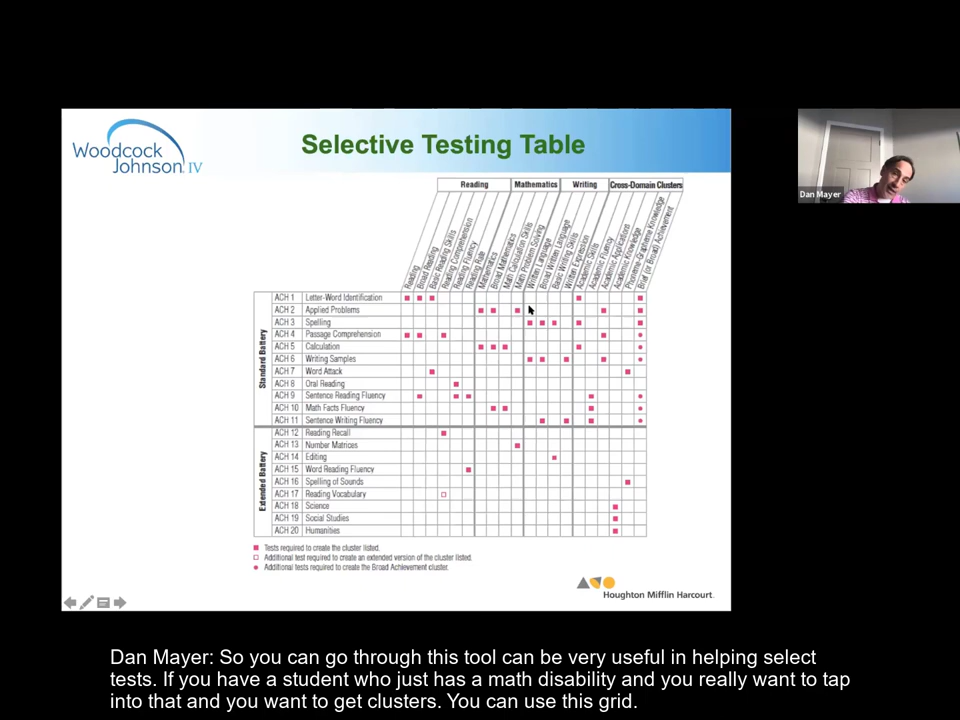 Woodcock
Johnson IV
Selective Testing Table
Dan Mayer
Reading Mathematics Writing Cross-Domain Clusters
Reading
Broad Reading
Basic Reading Skills
Reading Comprehension
Reading Fluency
Reading Rate
Mathematics
Broad Mathematics
Math Calculation Skills
Math Problem Solving
Written Language
Broad Written Language
Basic Writing Skills
Written Expression
Academic Skills
Academic Fluency
Academic Applications
Academic Knowledge
Phoneme-Grapheme Knowledge
Brief (or Broad) Achievement
Standard Battery
ACH 1 Letter-Word Identification
ACH 2 Applied Problems
ACH 3 Spelling
ACH 4 Passage Comprehension
ACH 5 Calculation
ACH 6 Writing Samples
ACH 7 Word Attack
ACH 8 Oral Reading
ACH 9 Sentence Reading Fluency
ACH 10 Math Facts Fluency
ACH 11 Sentence Writing Fluency
Extended Battery
ACH 12 Reading Recall
ACH 13 Number Matrices
ACH 14 Editing
ACH 15 Word Reading Fluency
ACH 16 Spelling of Sounds
ACH 17 Reading Vocabulary
ACH 18 Science
ACH 19 Social Studies
ACH 20 Humanities
Tests required to create the cluster listed.
Additional test required to create an extended version of the cluster listed.
Additional tests required to create the Broad Achievement cluster.
Houghton Mifflin Harcourt.
Dan Mayer: So you can go through this tool can be very useful in helping select
tests. If you have a student who just has a math disability and you really want to tap
into that and you want to get clusters. You can use this grid.